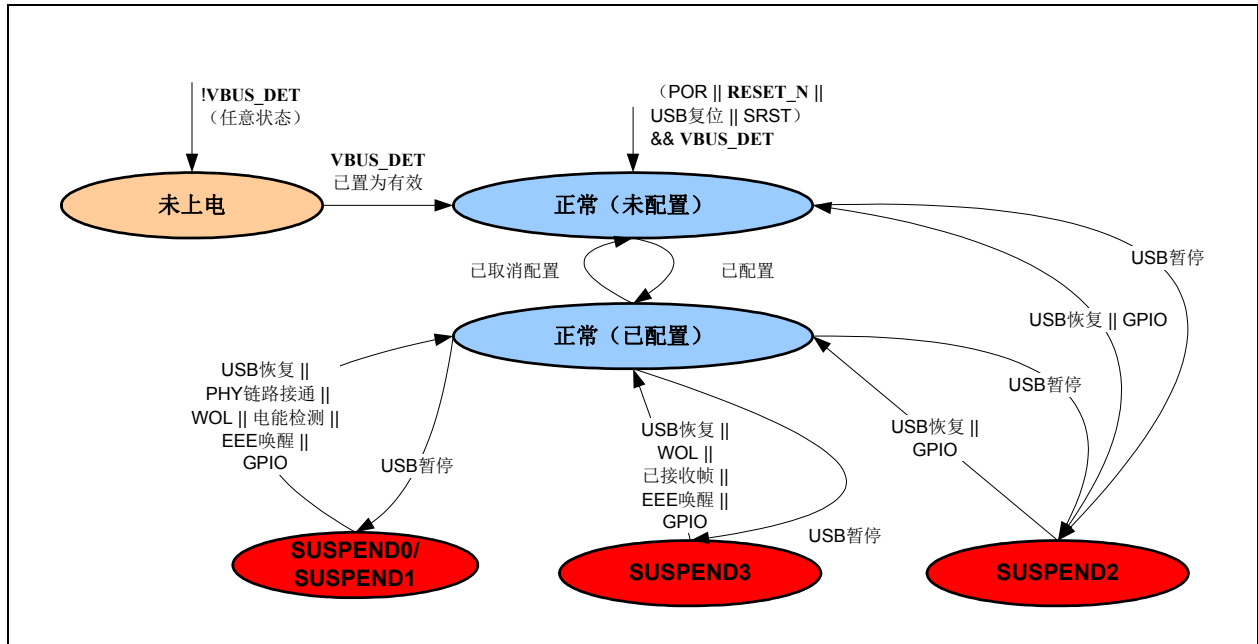 !VBUS_DET
（任意状态）
（POR || RESET_N ||
USB复位 || SRST）
&& VBUS_DET
VBUS_DET
已置为有效
未上电
正常（未配置）
USB暂停
已取消配置
已配置
USB恢复 || GPIO
正常（已配置）
USB恢复 ||
PHY链路接通 ||
WOL || 电能检测 ||
EEE唤醒 ||
GPIO
USB暂停
USB恢复 ||
WOL ||
已接收帧 ||
EEE唤醒 ||
GPIO
USB暂停
USB暂停
USB恢复 ||
GPIO
SUSPEND0/
SUSPEND1
SUSPEND3
SUSPEND2